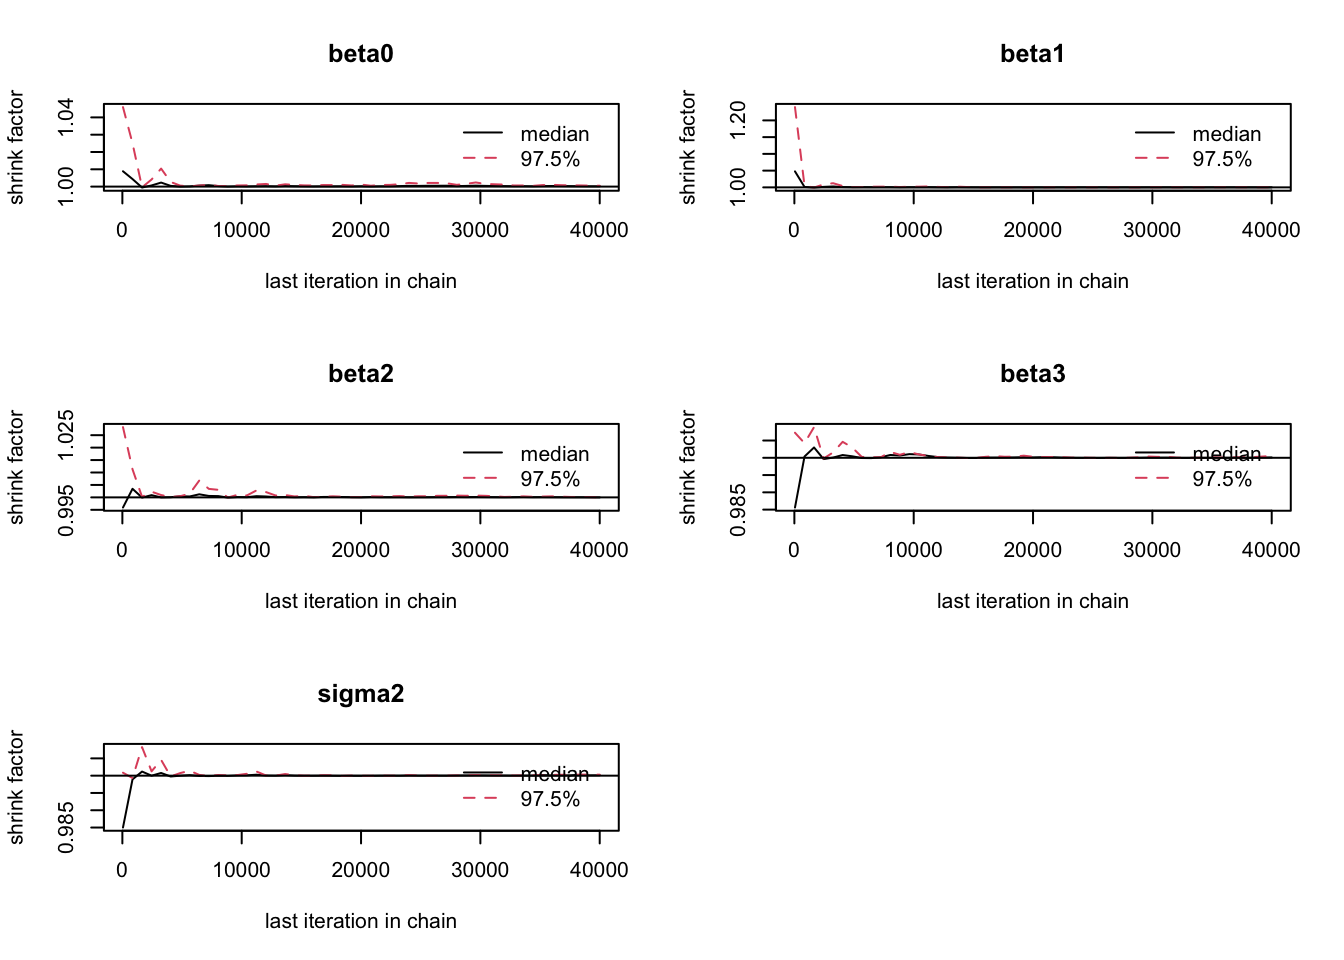 beta0
shrink factor
1.00 1.04
median
97.5%
0 10000 20000 30000 40000
last iteration in chain
beta1
shrink factor
1.00 1.20
median
97.5%
0 10000 20000 30000 40000
last iteration in chain
beta2
shrink factor
0.995 1.025
median
97.5%
0 10000 20000 30000 40000
last iteration in chain
beta3
shrink factor
0.985
median
97.5%
0 10000 20000 30000 40000
last iteration in chain
sigma2
shrink factor
0.985
median
97.5%
0 10000 20000 30000 40000
last iteration in chain